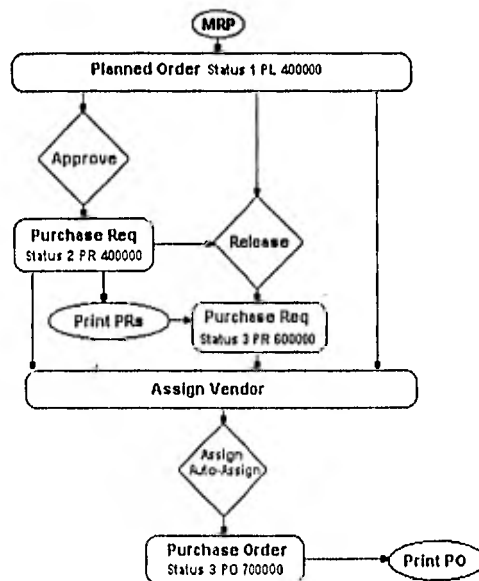 MRP
Planned Order Status 1 PL 400000
Approve
Purchase Req
Status 2 PR 400000
Release
Print PRs
Purchase Req
Status 3 PR 600000
Assign Vendor
Assign
Auto-Assign
Purchase Order
Status 3 PO 700000
Print PO